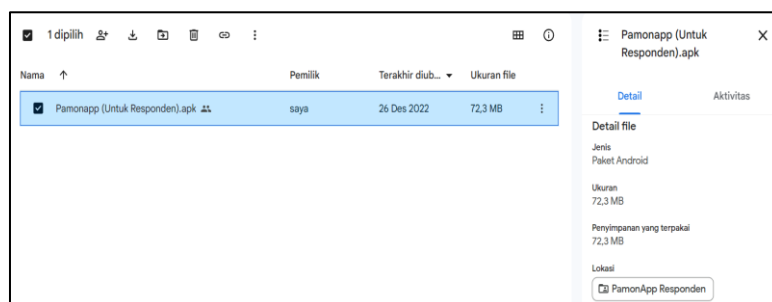 1 dipilih
Nama
Pemilik
Terakhir diub...
Ukuran file
Pamonapp (Untuk Responden).apk
saya
26 Des 2022
72,3 MB
Pamonapp (Untuk
Responden).apk
Detail
Aktivitas
Detail file
Jenis
Paket Android
Ukuran
72,3 MB
Penyimpanan yang terpakai
72,3 MB
Lokasi
PamonApp Responden